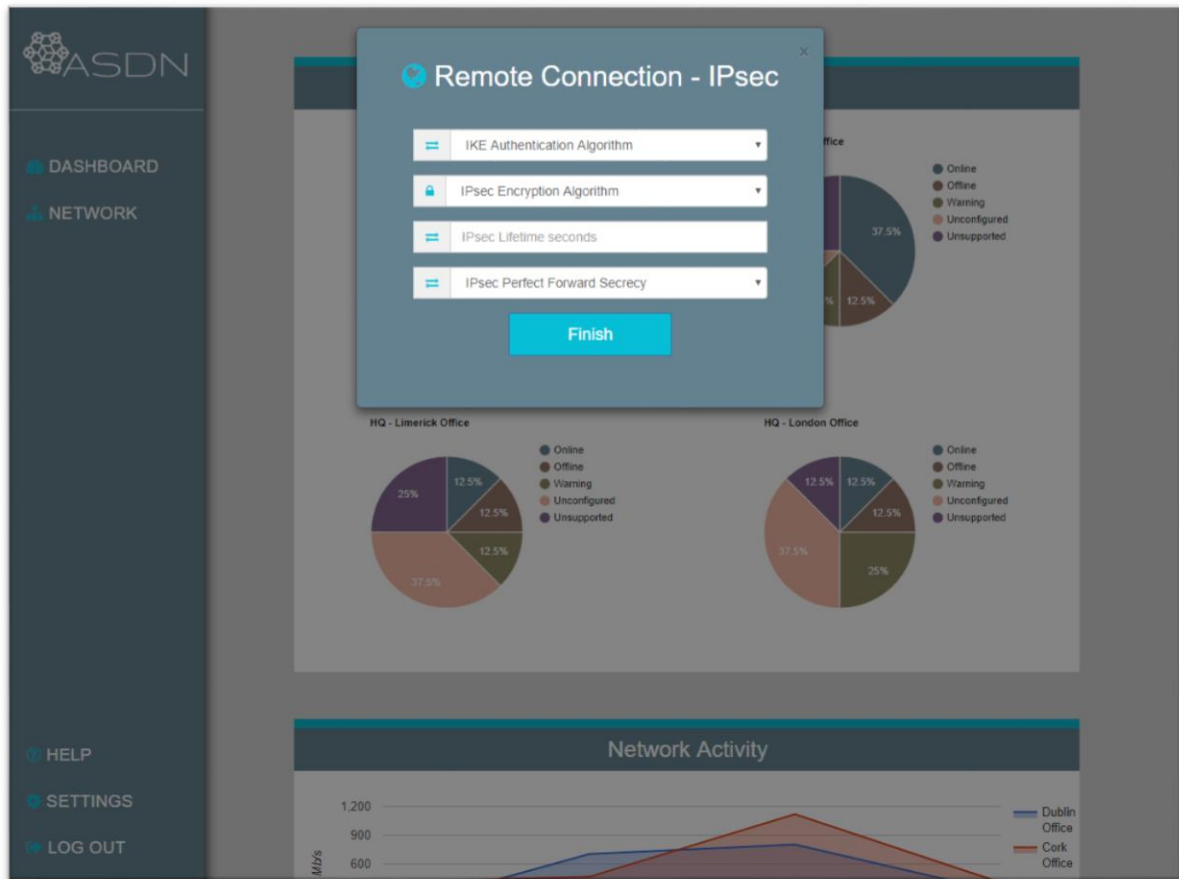 ASDN
DASHBOARD
NETWORK
HELP
SETTINGS
LOG OUT
×
Remote Connection - IPsec
IKE Authentication Algorithm
IPsec Encryption Algorithm
IPsec Lifetime seconds
IPsec Perfect Forward Secrecy
Finish
ffice
Online
Offline
Warning
Unconfigured
Unsupported
37.5%
12.5%
%
HQ - Limerick Office
Online
Offline
Warning
Unconfigured
Unsupported
25%
12.5%
12.5%
12.5%
37.5%
HQ - London Office
Online
Offline
Warning
Unconfigured
Unsupported
12.5%
12.5%
12.5%
37.5%
25%
Network Activity
1,200
900
600
Mb/s
Dublin
Office
Cork
Office